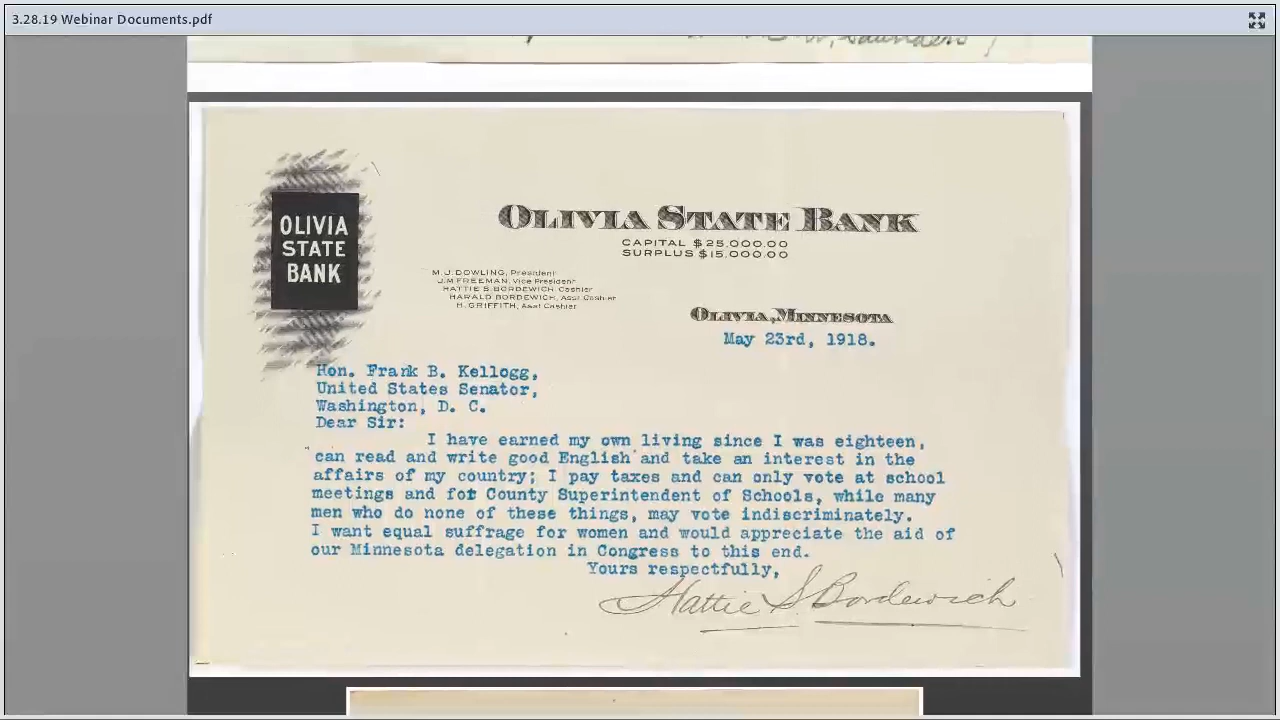 3.28.19 Webinar Documents.pdf
Saunders
OLIVIA
STATE
BANK
OLIVIA STATE BANK
CAPITAL $25,000.00
SURPLUS $15,000.00
M.J. DOWLING, President
J.M FREEMAN, Vice President
HATTIE S. BORDEWICH, Cashier
HARALD BORDEWICH, Asst Cashier
H. GRIFFITH, Asst Cashier
OLIVIA, MINNESOTA
May 23rd, 1918.
Hon. Frank B. Kellogg,
United States Senator,
Washington, D. C.
Dear Sir:
I have earned my own living since I was eighteen,
can read and write good English and take an interest in the
affairs of my country; I pay taxes and can only vote at school
meetings and for County Superintendent of Schools, while many
men who do none of these things, may vote indiscriminately.
I want equal suffrage for women and would appreciate the aid of
our Minnesota delegation in Congress to this end.
Yours respectfully,
Hattie S Bordewich